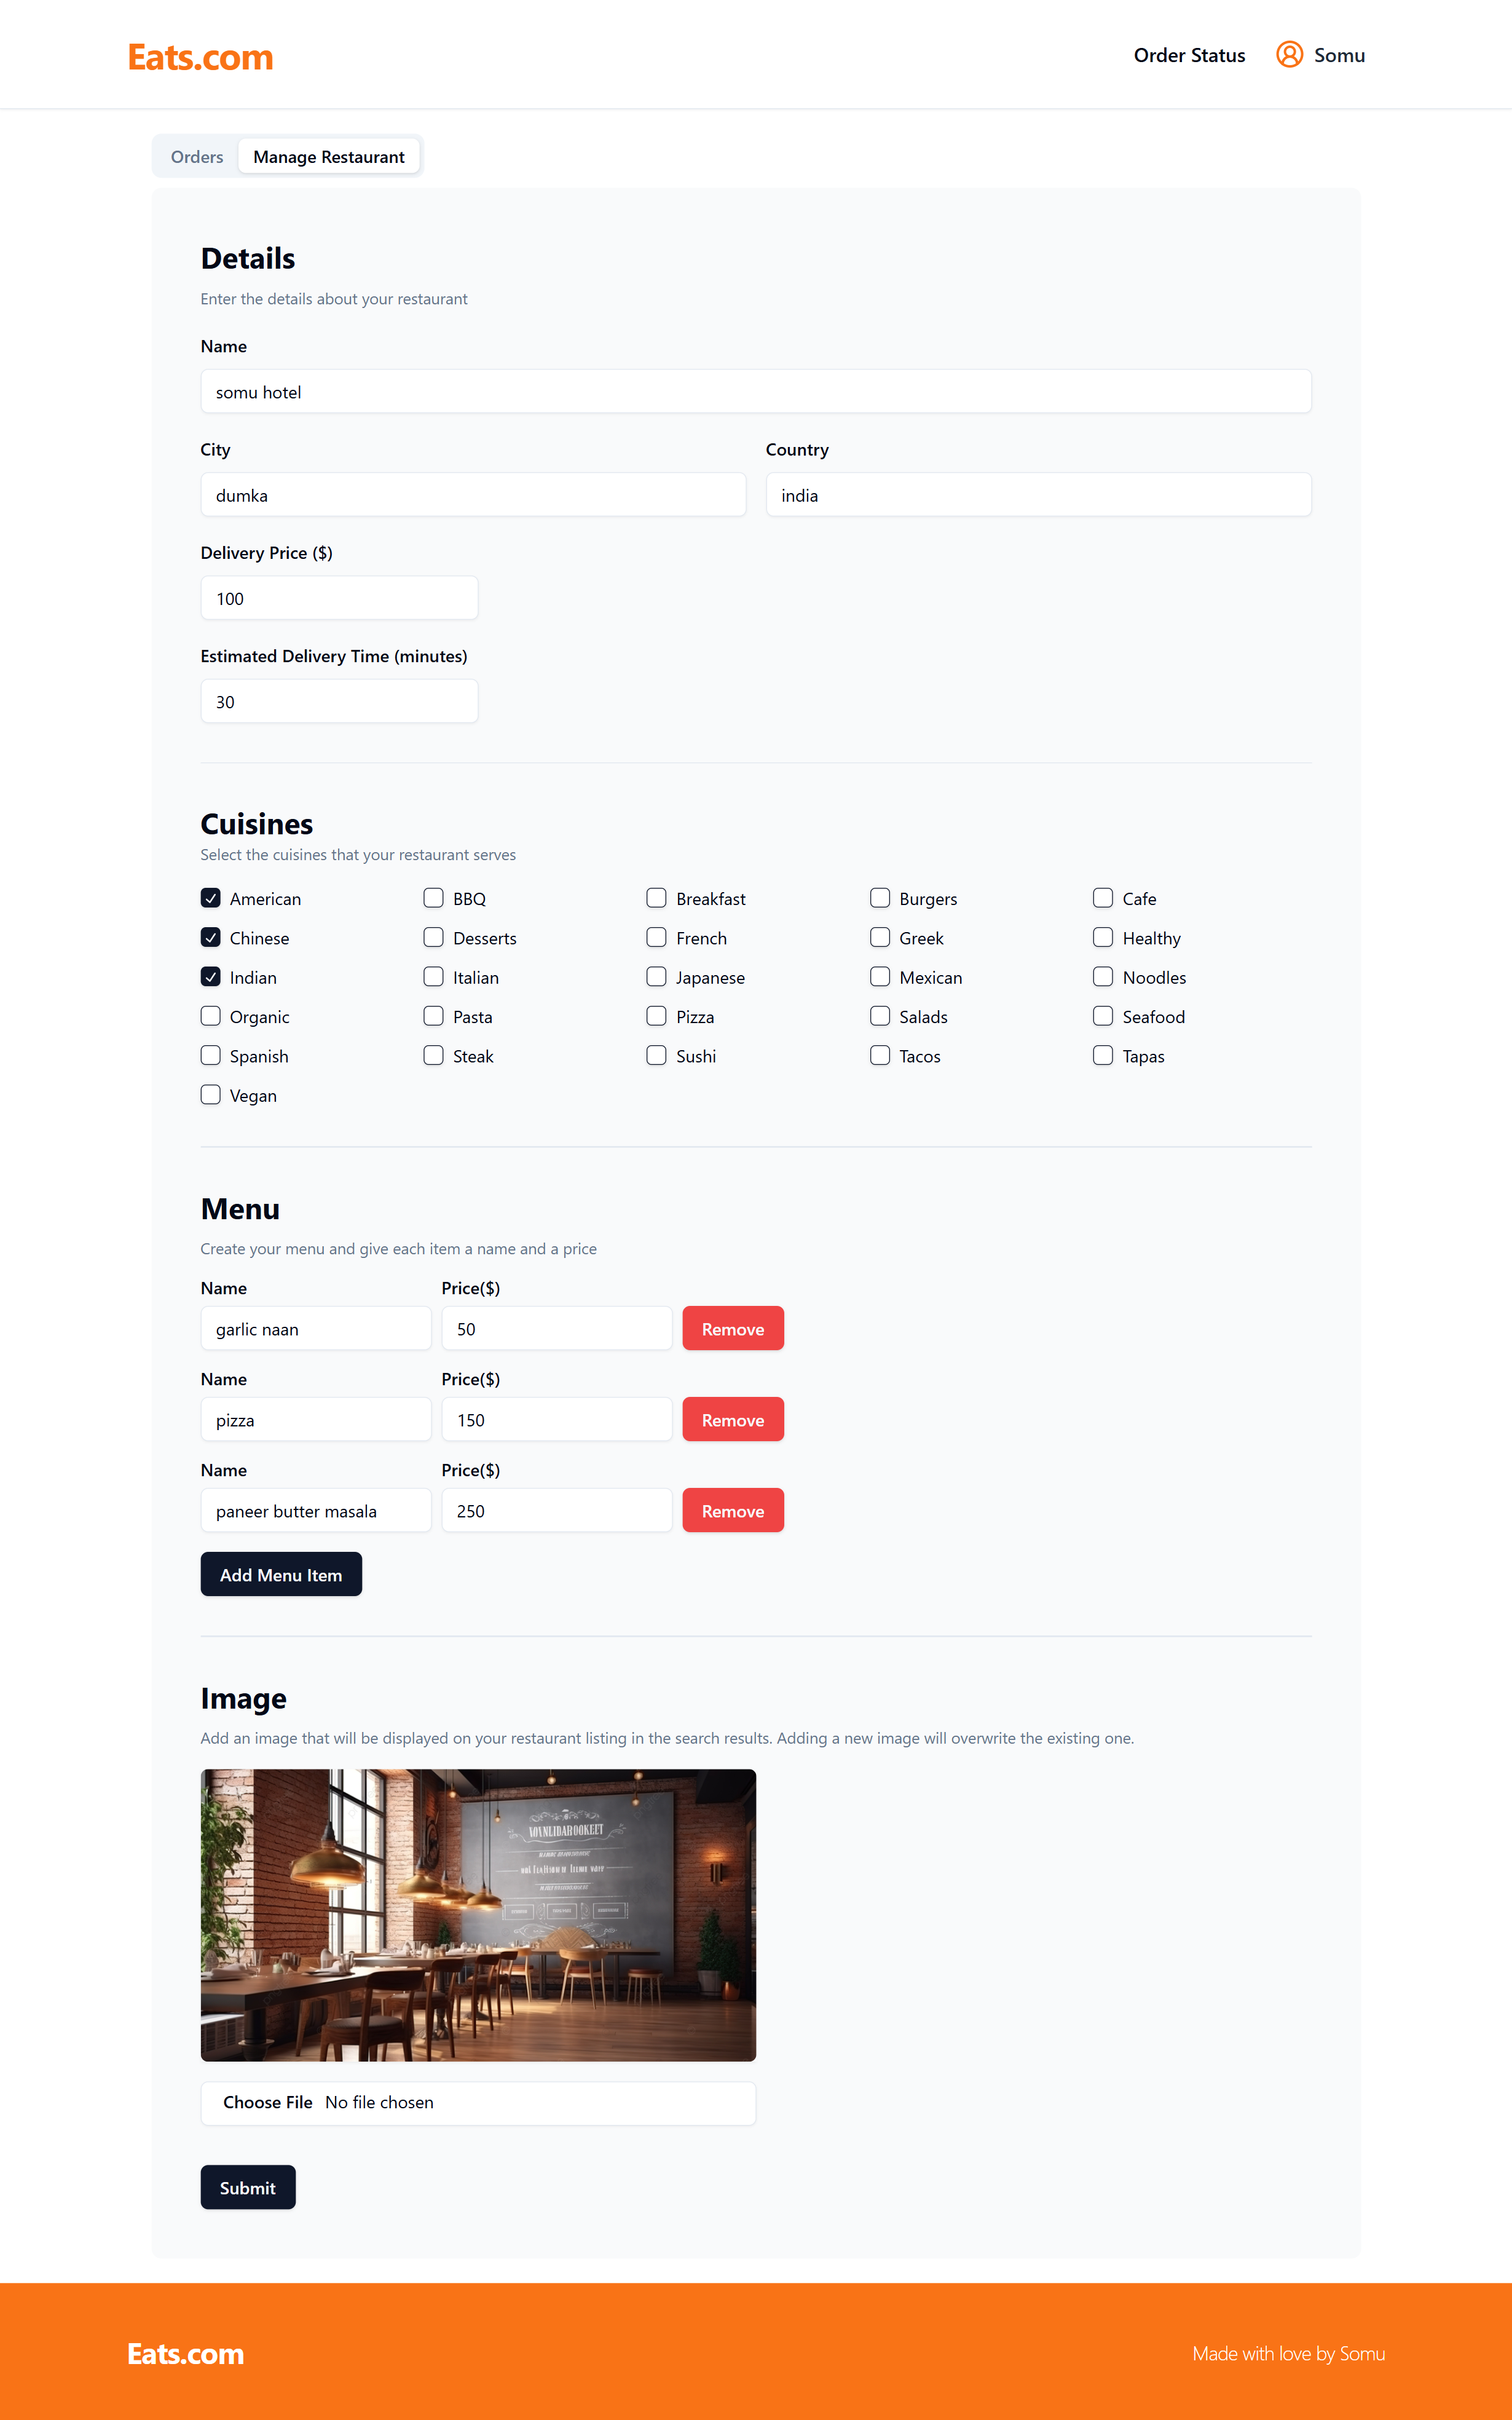 Eats.com
Order Status
Somu
Orders
Manage Restaurant
Details
Enter the details about your restaurant
Name
somu hotel
City
Country
dumka
india
Delivery Price ($)
100
Estimated Delivery Time (minutes)
30
Cuisines
Select the cuisines that your restaurant serves
American
BBQ
Breakfast
Burgers
Cafe
Chinese
Desserts
French
Greek
Healthy
Indian
Italian
Japanese
Mexican
Noodles
Organic
Pasta
Pizza
Salads
Seafood
Spanish
Steak
Sushi
Tacos
Tapas
Vegan
Menu
Create your menu and give each item a name and a price
Name
Price($)
garlic naan
50
Remove
Name
Price($)
pizza
150
Remove
Name
Price($)
paneer butter masala
250
Remove
Add Menu Item
Image
Add an image that will be displayed on your restaurant listing in the search results. Adding a new image will overwrite the existing one.
Choose File No file chosen
Submit
Eats.com
Made with love by Somu